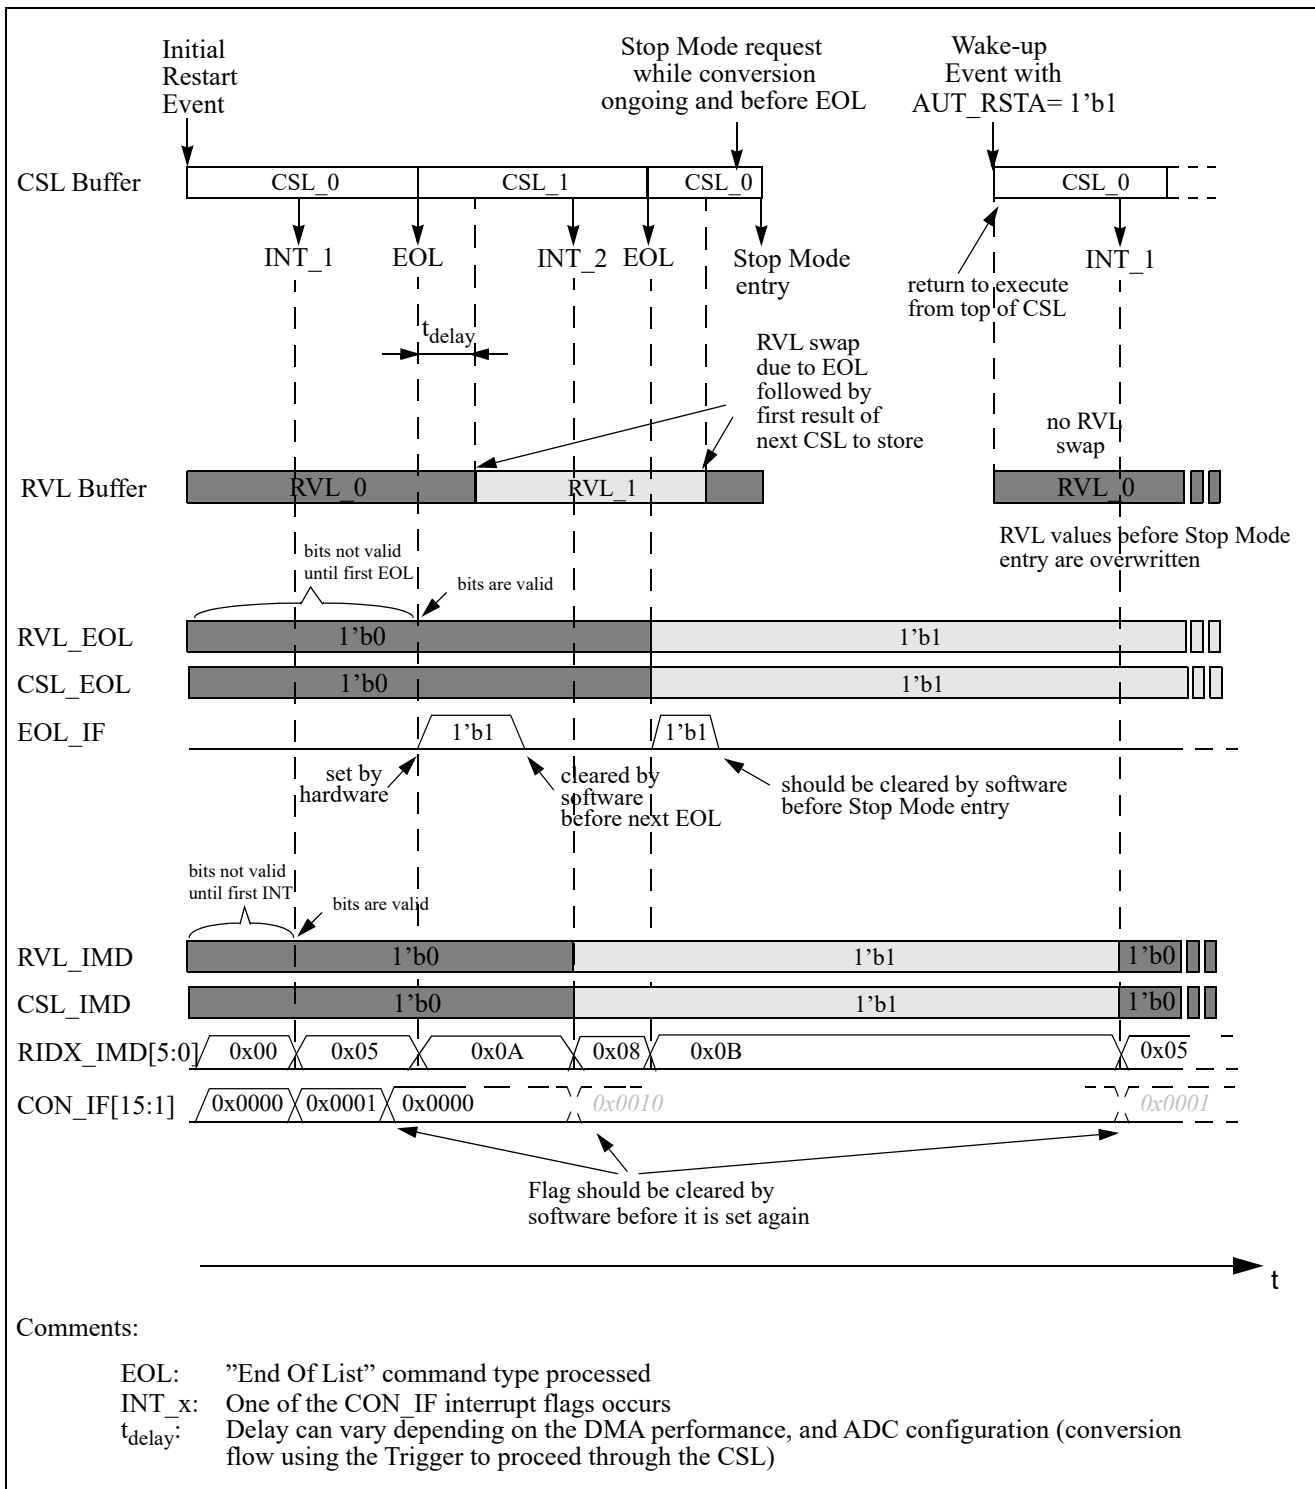 Initial
Restart
Event
Stop Mode request
while conversion
ongoing and before EOL
Wake-up
Event with
AUT_RSTA= 1’b1
CSL Buffer
CSL_0
CSL_1
CSL_0
CSL_0
INT_1
EOL
INT_2
EOL
Stop Mode
entry
INT_1
return to execute
from top of CSL
tdelay
RVL swap
due to EOL
followed by
first result of
next CSL to store
no RVL
swap
RVL Buffer
RVL_0
RVL_1
RVL_0
RVL values before Stop Mode
entry are overwritten
bits not valid
until first EOL
bits are valid
RVL_EOL
1’b0
1’b1
CSL_EOL
1’b0
1’b1
EOL_IF
1’b1
1’b1
set by
hardware
cleared by
software
before next EOL
should be cleared by software
before Stop Mode entry
bits not valid
until first INT
bits are valid
RVL_IMD
1’b0
1’b1
1’b0
CSL_IMD
1’b0
1’b1
1’b0
RIDX_IMD[5:0]
0x00
0x05
0x0A
0x08
0x0B
0x05
CON_IF[15:1]
0x0000
0x0001
0x0000
0x0010
0x0001
Flag should be cleared by
software before it is set again
t
Comments:
EOL: ”End Of List” command type processed
INT_x: One of the CON_IF interrupt flags occurs
tdelay: Delay can vary depending on the DMA performance, and ADC configuration (conversion
flow using the Trigger to proceed through the CSL)